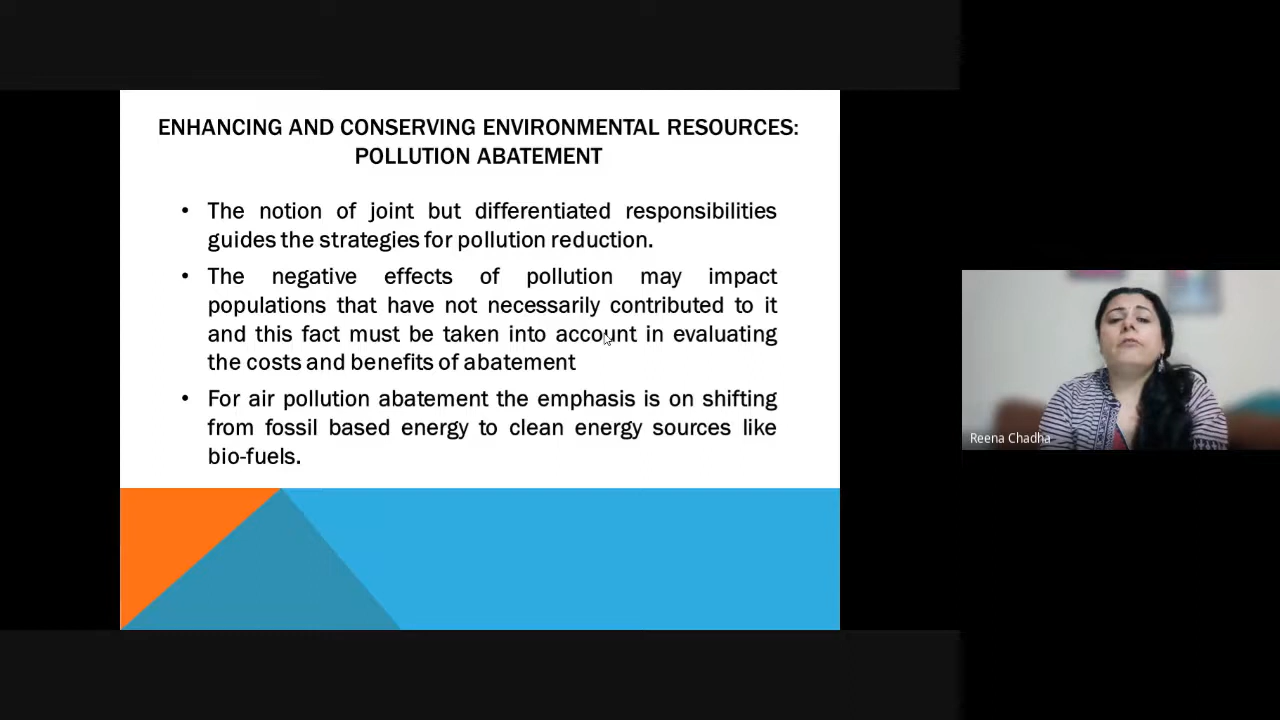 ENHANCING AND CONSERVING ENVIRONMENTAL RESOURCES:
POLLUTION ABATEMENT
• The notion of joint but differentiated responsibilities
guides the strategies for pollution reduction.
• The negative effects of pollution may impact
populations that have not necessarily contributed to it
and this fact must be taken into account in evaluating
the costs and benefits of abatement
• For air pollution abatement the emphasis is on shifting
from fossil based energy to clean energy sources like
bio-fuels.
Reena Chadha